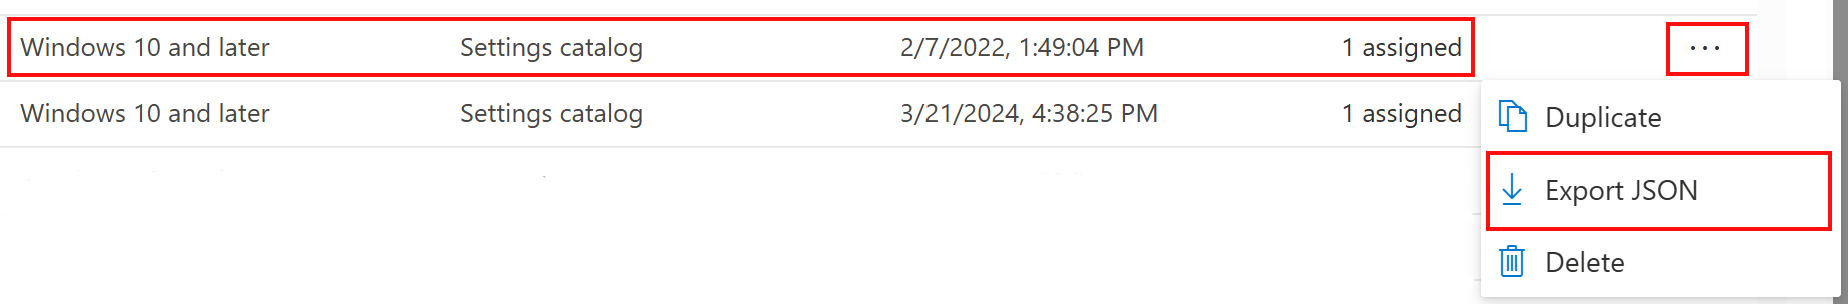 Windows 10 and later Settings catalog 2/7/2022, 1:49:04 PM 1 assigned ...
Windows 10 and later Settings catalog 3/21/2024, 4:38:25 PM 1 assigned
Duplicate
Export JSON
Delete